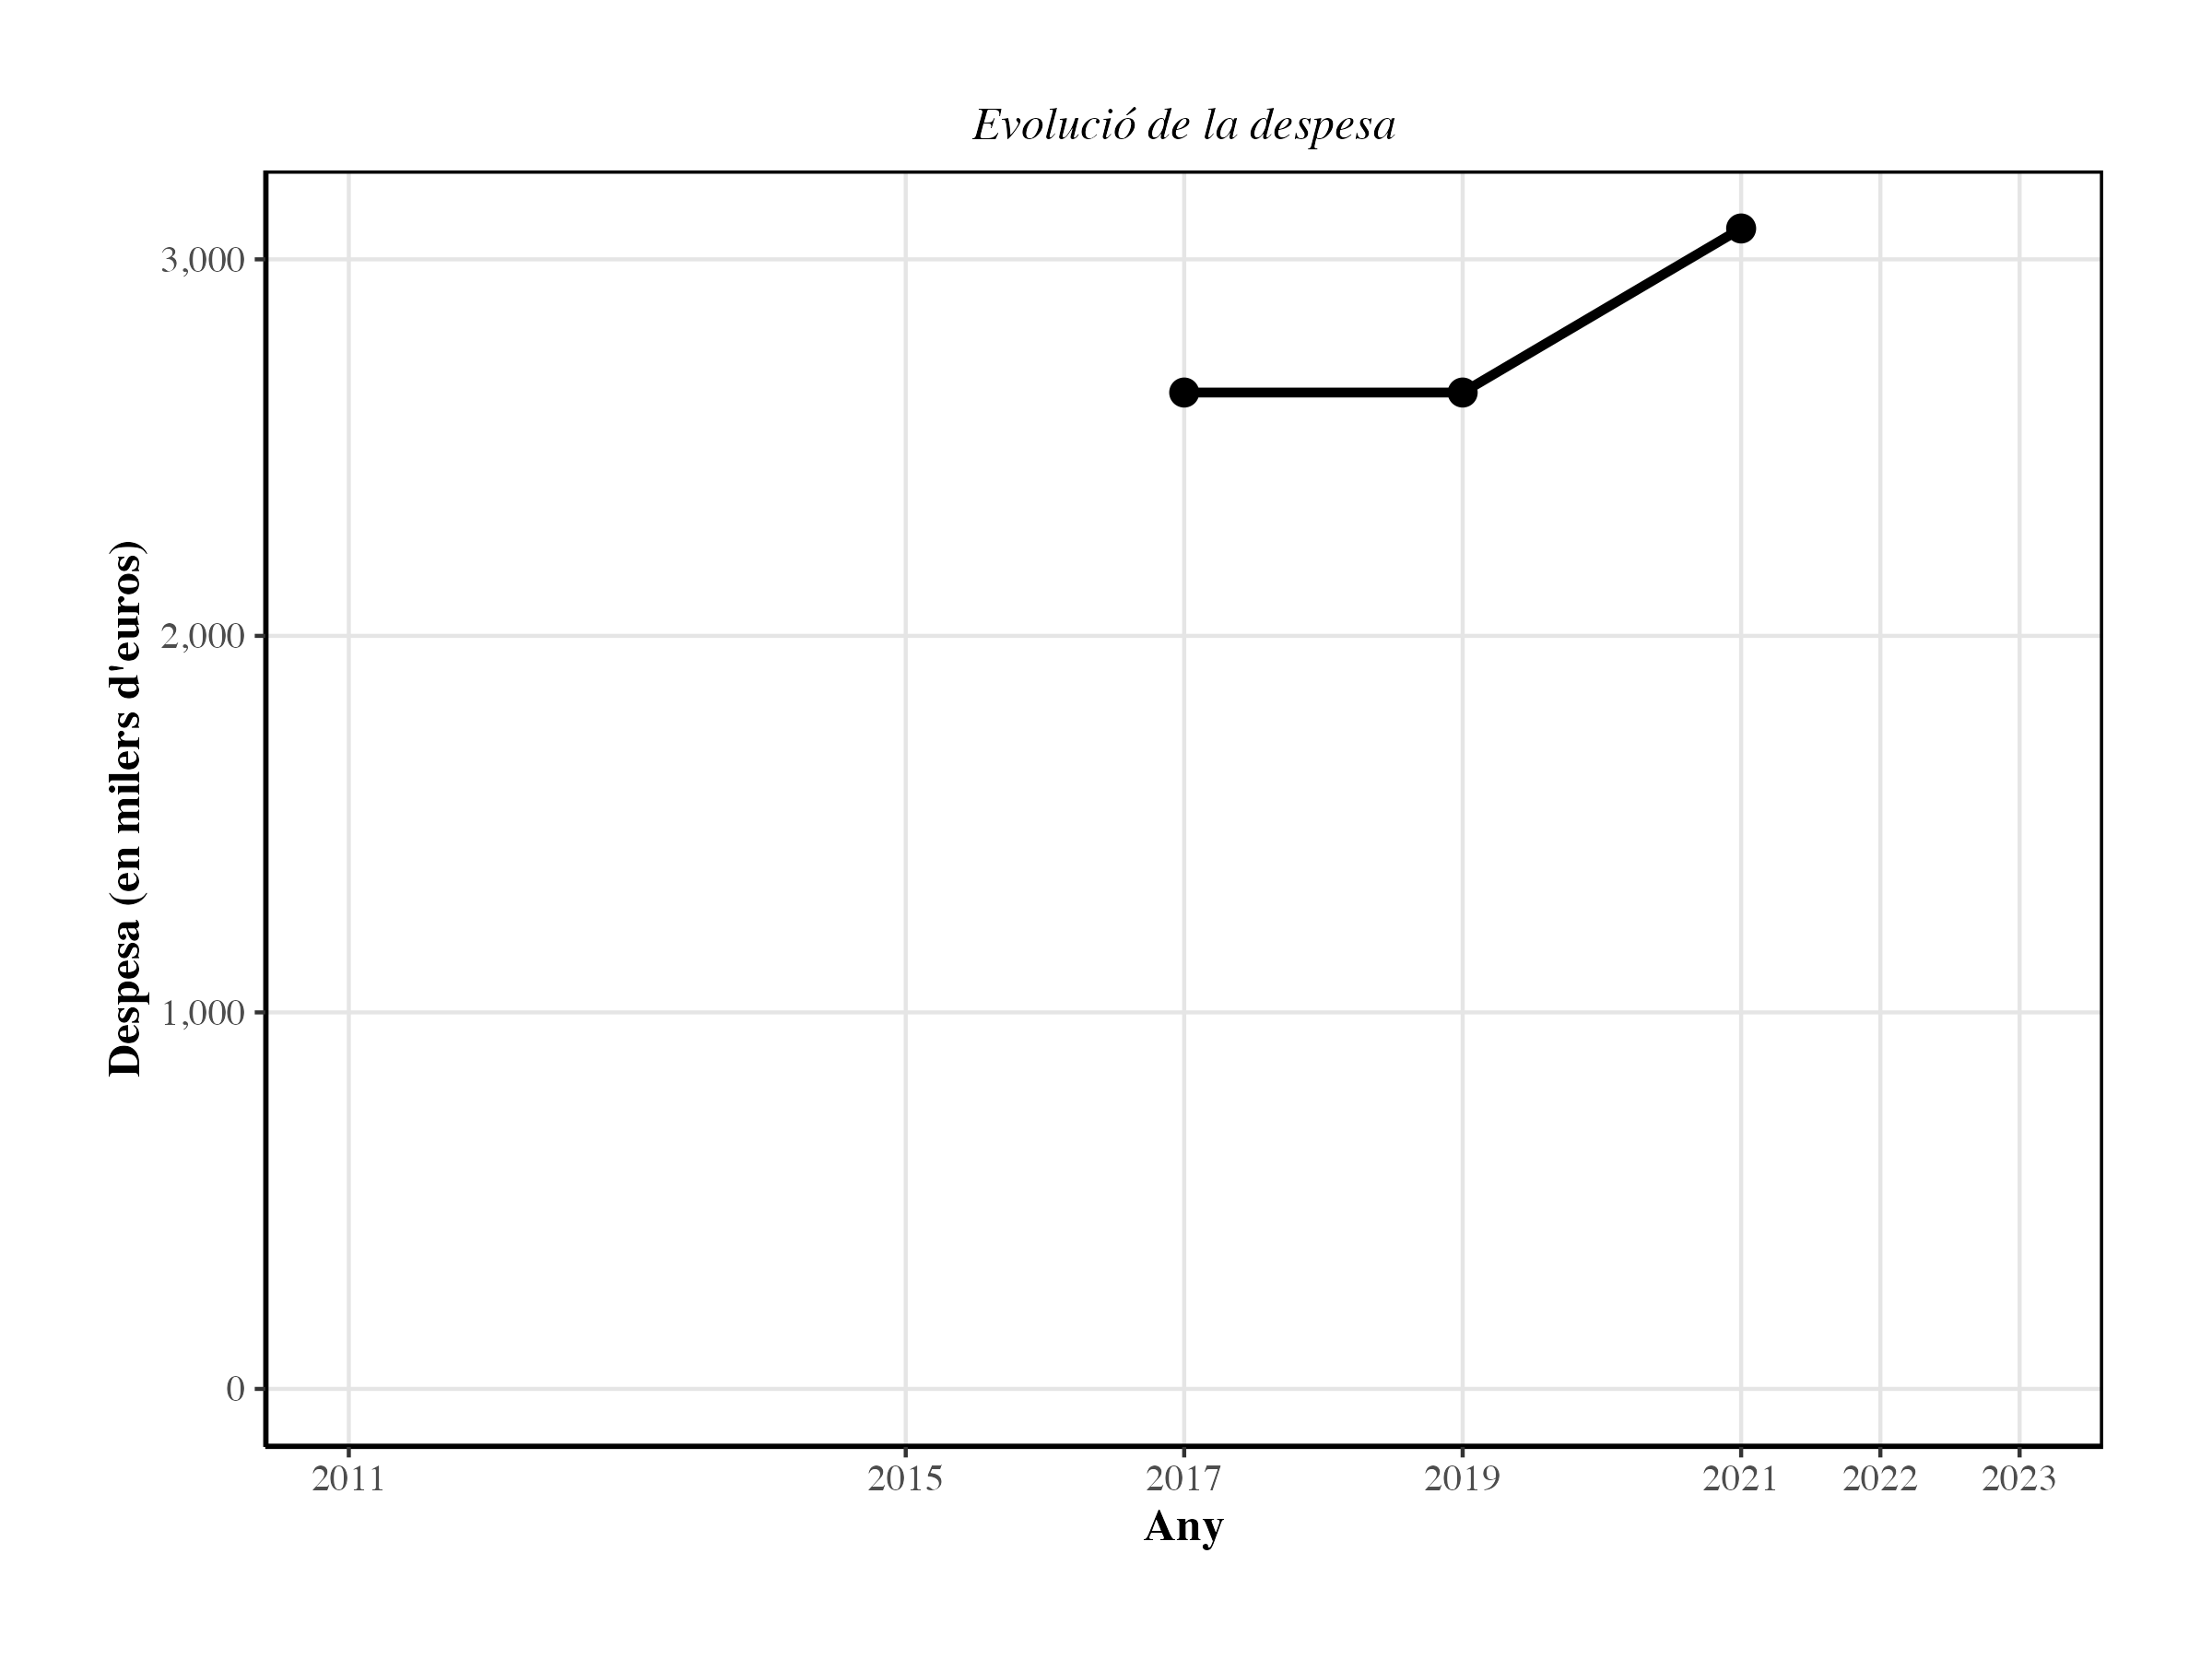 Evolució de la despesa
Despesa (en milers d'euros)
3,000
2,000
1,000
0
2011 2015 2017 2019 2021 2022 2023
Any